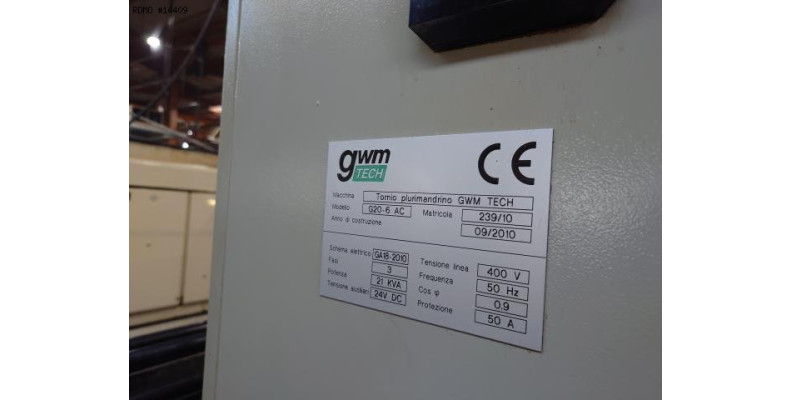 RDMO #14409
gwm
TECH
CE
Macchina Tornio plurimandrino GWM TECH
Modello G20-6 AC Matricola 239/10
Anno di costruzione 09/2010
Schema elettrico GA18-2010 Tensione linea 400 V
Fasi 3 Frequenza 50 Hz
Potenza 21 KVA Cos φ 0.9
Tensione ausiliari 24V DC Protezione 50 A